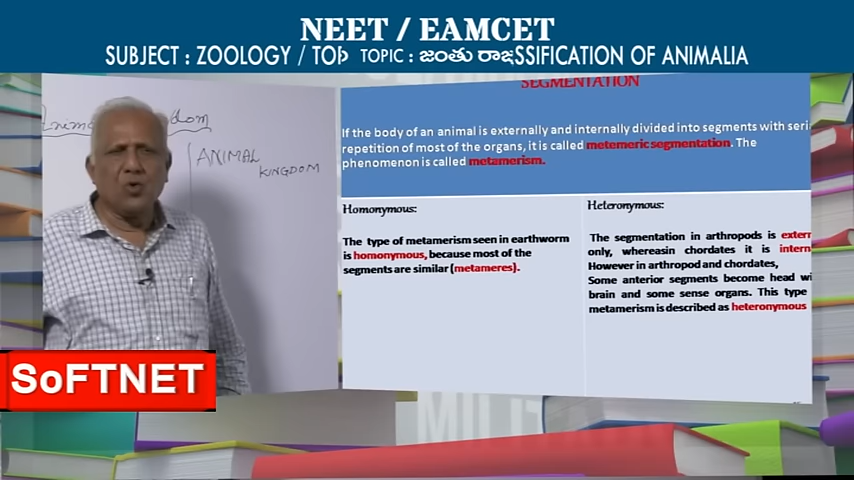 NEET / EAMCET
SUBJECT : ZOOLOGY / TOP TOPIC : జంతు రాజ్యSSIFICATION OF ANIMALIA
ANIMAL
KINGDOM
SEGMENTATION
If the body of an animal is externally and internally divided into segments with seri
repetition of most of the organs, it is called metemeric segmentation. The
phenomenon is called metamerism.
Homonymous:
The type of metamerism seen in earthworm
is homonymous, because most of the
segments are similar (metameres).
Heteronymous:
The segmentation in arthropods is extern
only, whereasin chordates it is intern
However in arthropod and chordates,
Some anterior segments become head wi
brain and some sense organs. This type
metamerism is described as heteronymous
SoFTNET